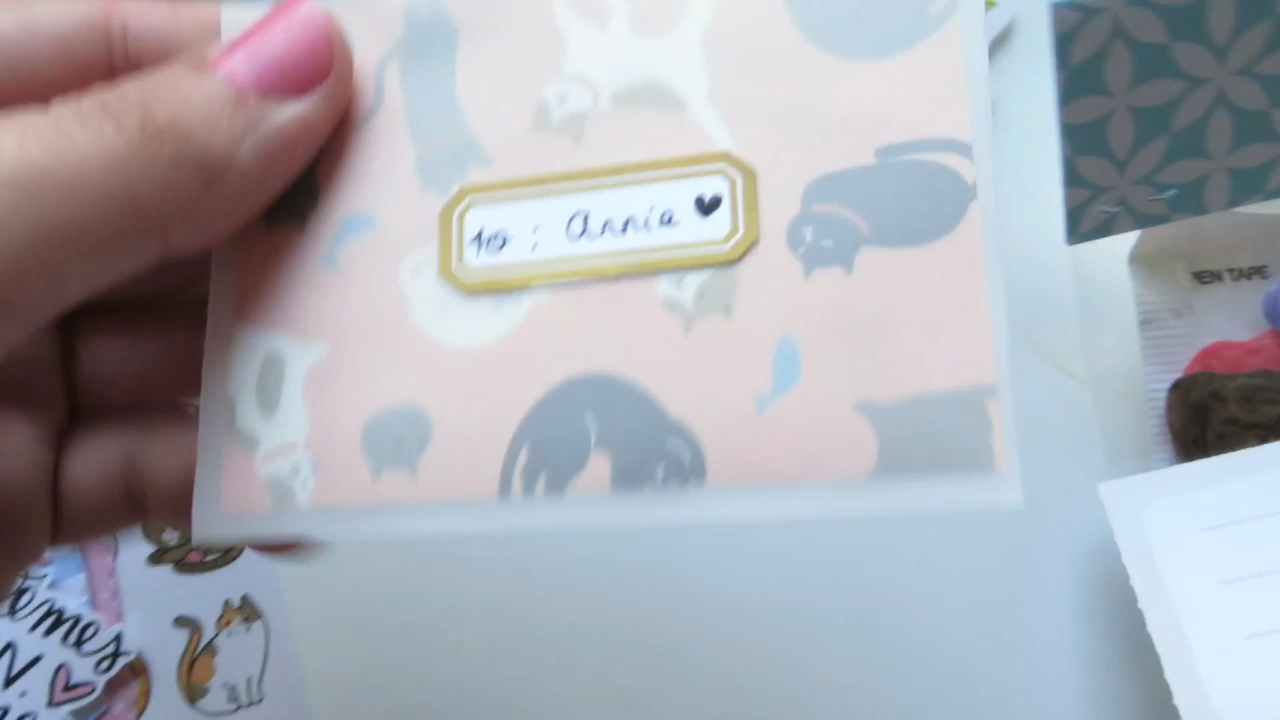 to : Annie ♥
EN TAPE